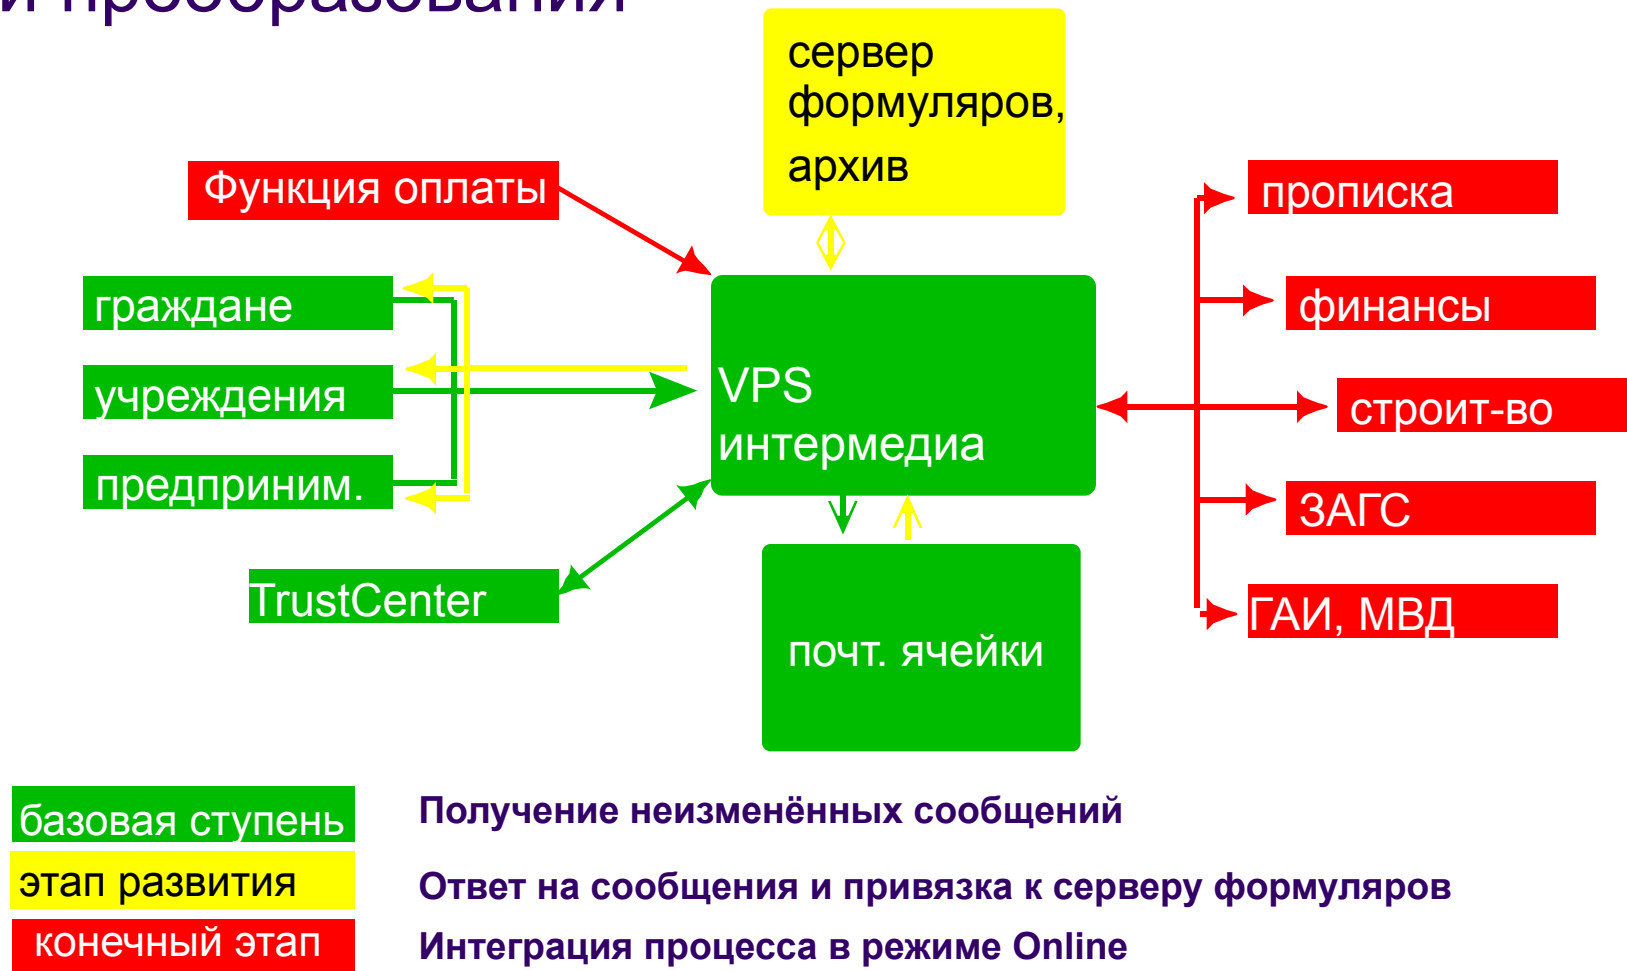 и преобразования
сервер
формуляров,
архив
Функция оплаты
прописка
граждане
финансы
учреждения
VPS
интермедиа
строит-во
предприним.
ЗАГС
TrustCenter
ГАИ, МВД
почт. ячейки
базовая ступень
Получение неизменённых сообщений
этап развития
Ответ на сообщения и привязка к серверу формуляров
конечный этап
Интеграция процесса в режиме Online